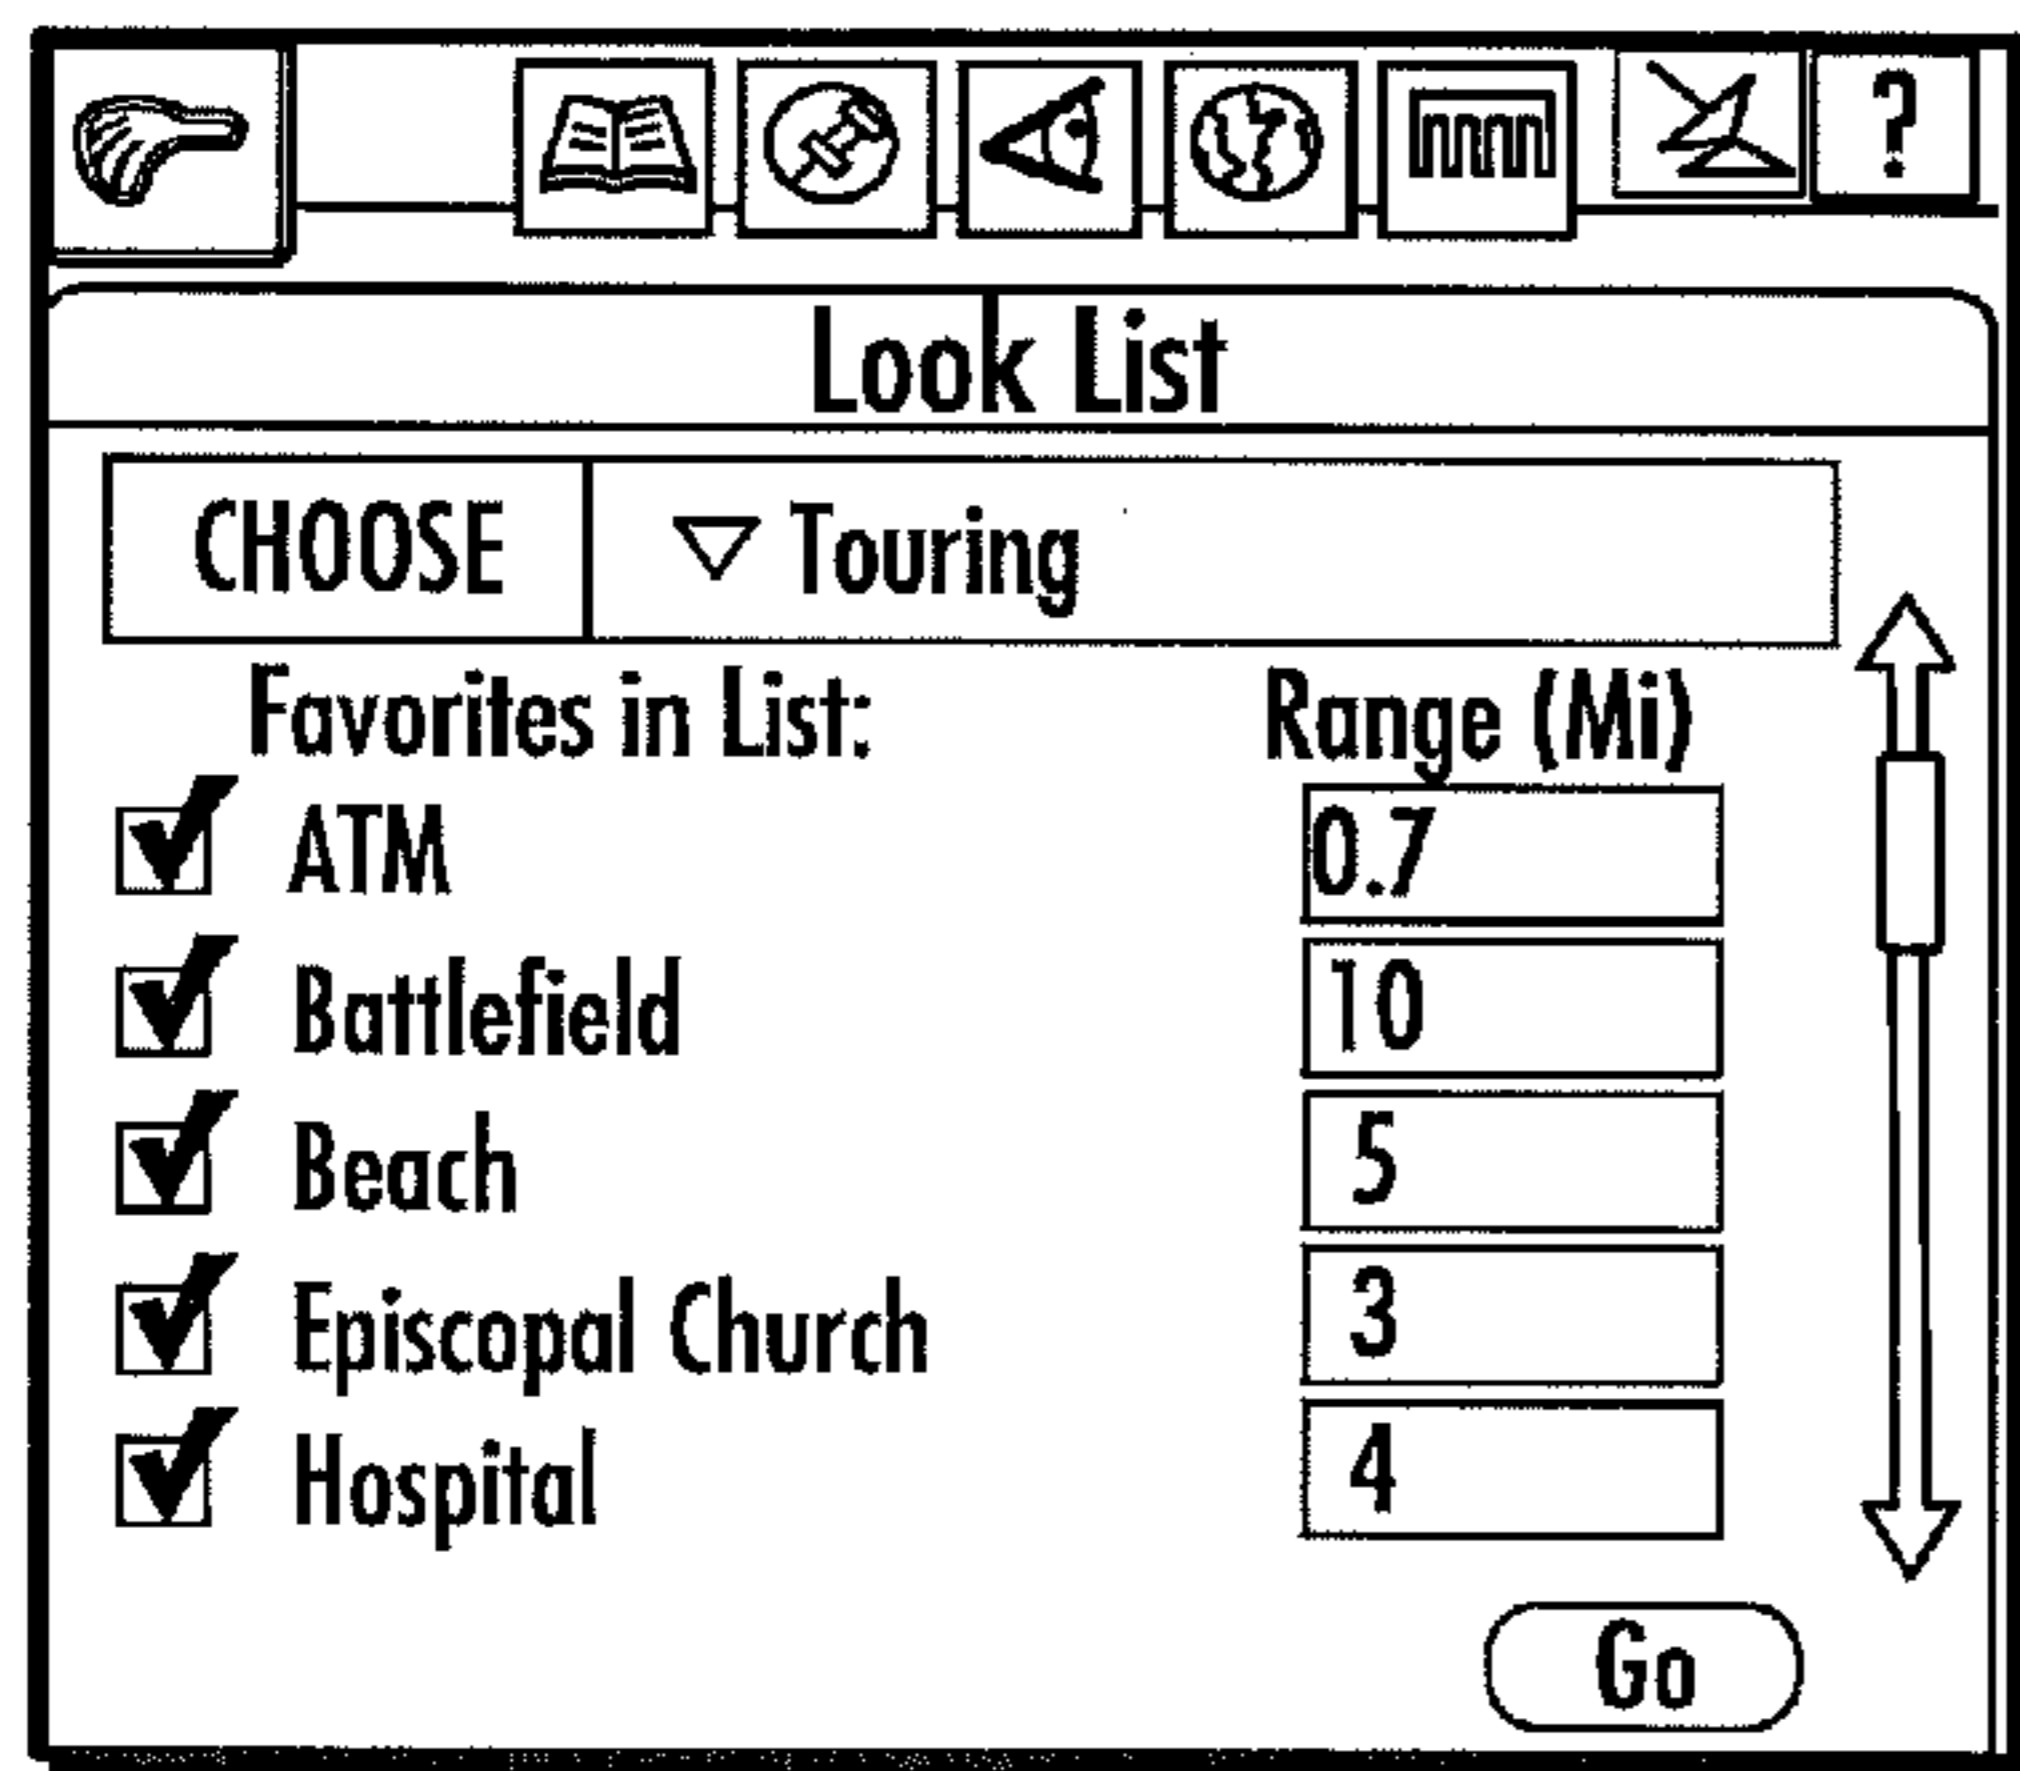 ?
Look List
CHOOSE ▽ Touring
Favorites in List: Range (Mi)
ATM 0.7
Battlefield 10
Beach 5
Episcopal Church 3
Hospital 4
Go